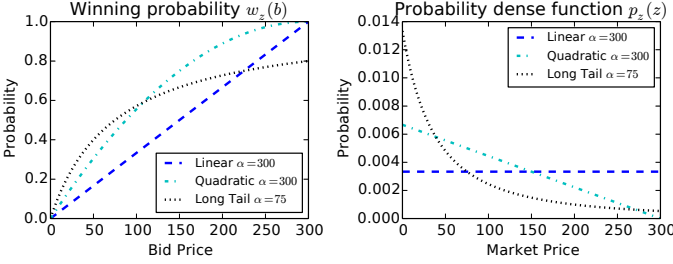 Winning probability w_z(b)
Probability
1.0
0.8
0.6
0.4
0.2
0.0
0 50 100 150 200 250 300
Bid Price
Linear α=300
Quadratic α=300
Long Tail α=75
Probability dense function p_z(z)
Probability
0.014
0.012
0.010
0.008
0.006
0.004
0.002
0.000
0 50 100 150 200 250 300
Market Price
Linear α=300
Quadratic α=300
Long Tail α=75